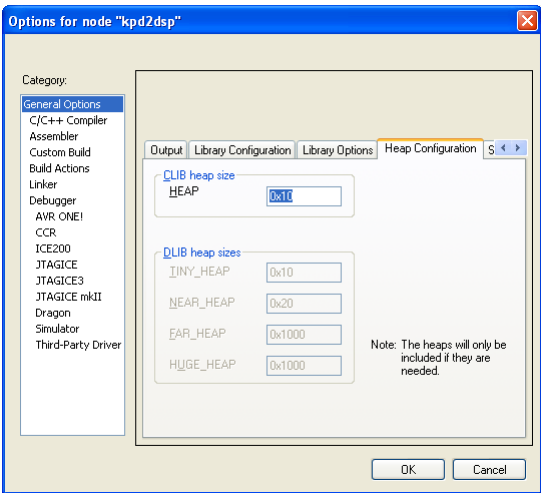 Options for node "kpd2dsp"
Category:
General Options
C/C++ Compiler
Assembler
Custom Build
Build Actions
Linker
Debugger
AVR ONE!
CCR
ICE200
JTAGICE
JTAGICE3
JTAGICE mkII
Dragon
Simulator
Third-Party Driver
Output Library Configuration Library Options Heap Configuration S
CLIB heap size
HEAP 0x10
DLIB heap sizes
TINY_HEAP 0x10
NEAR_HEAP 0x20
FAR_HEAP 0x1000
HUGE_HEAP 0x1000
Note: The heaps will only be
included if they are
needed.
OK Cancel